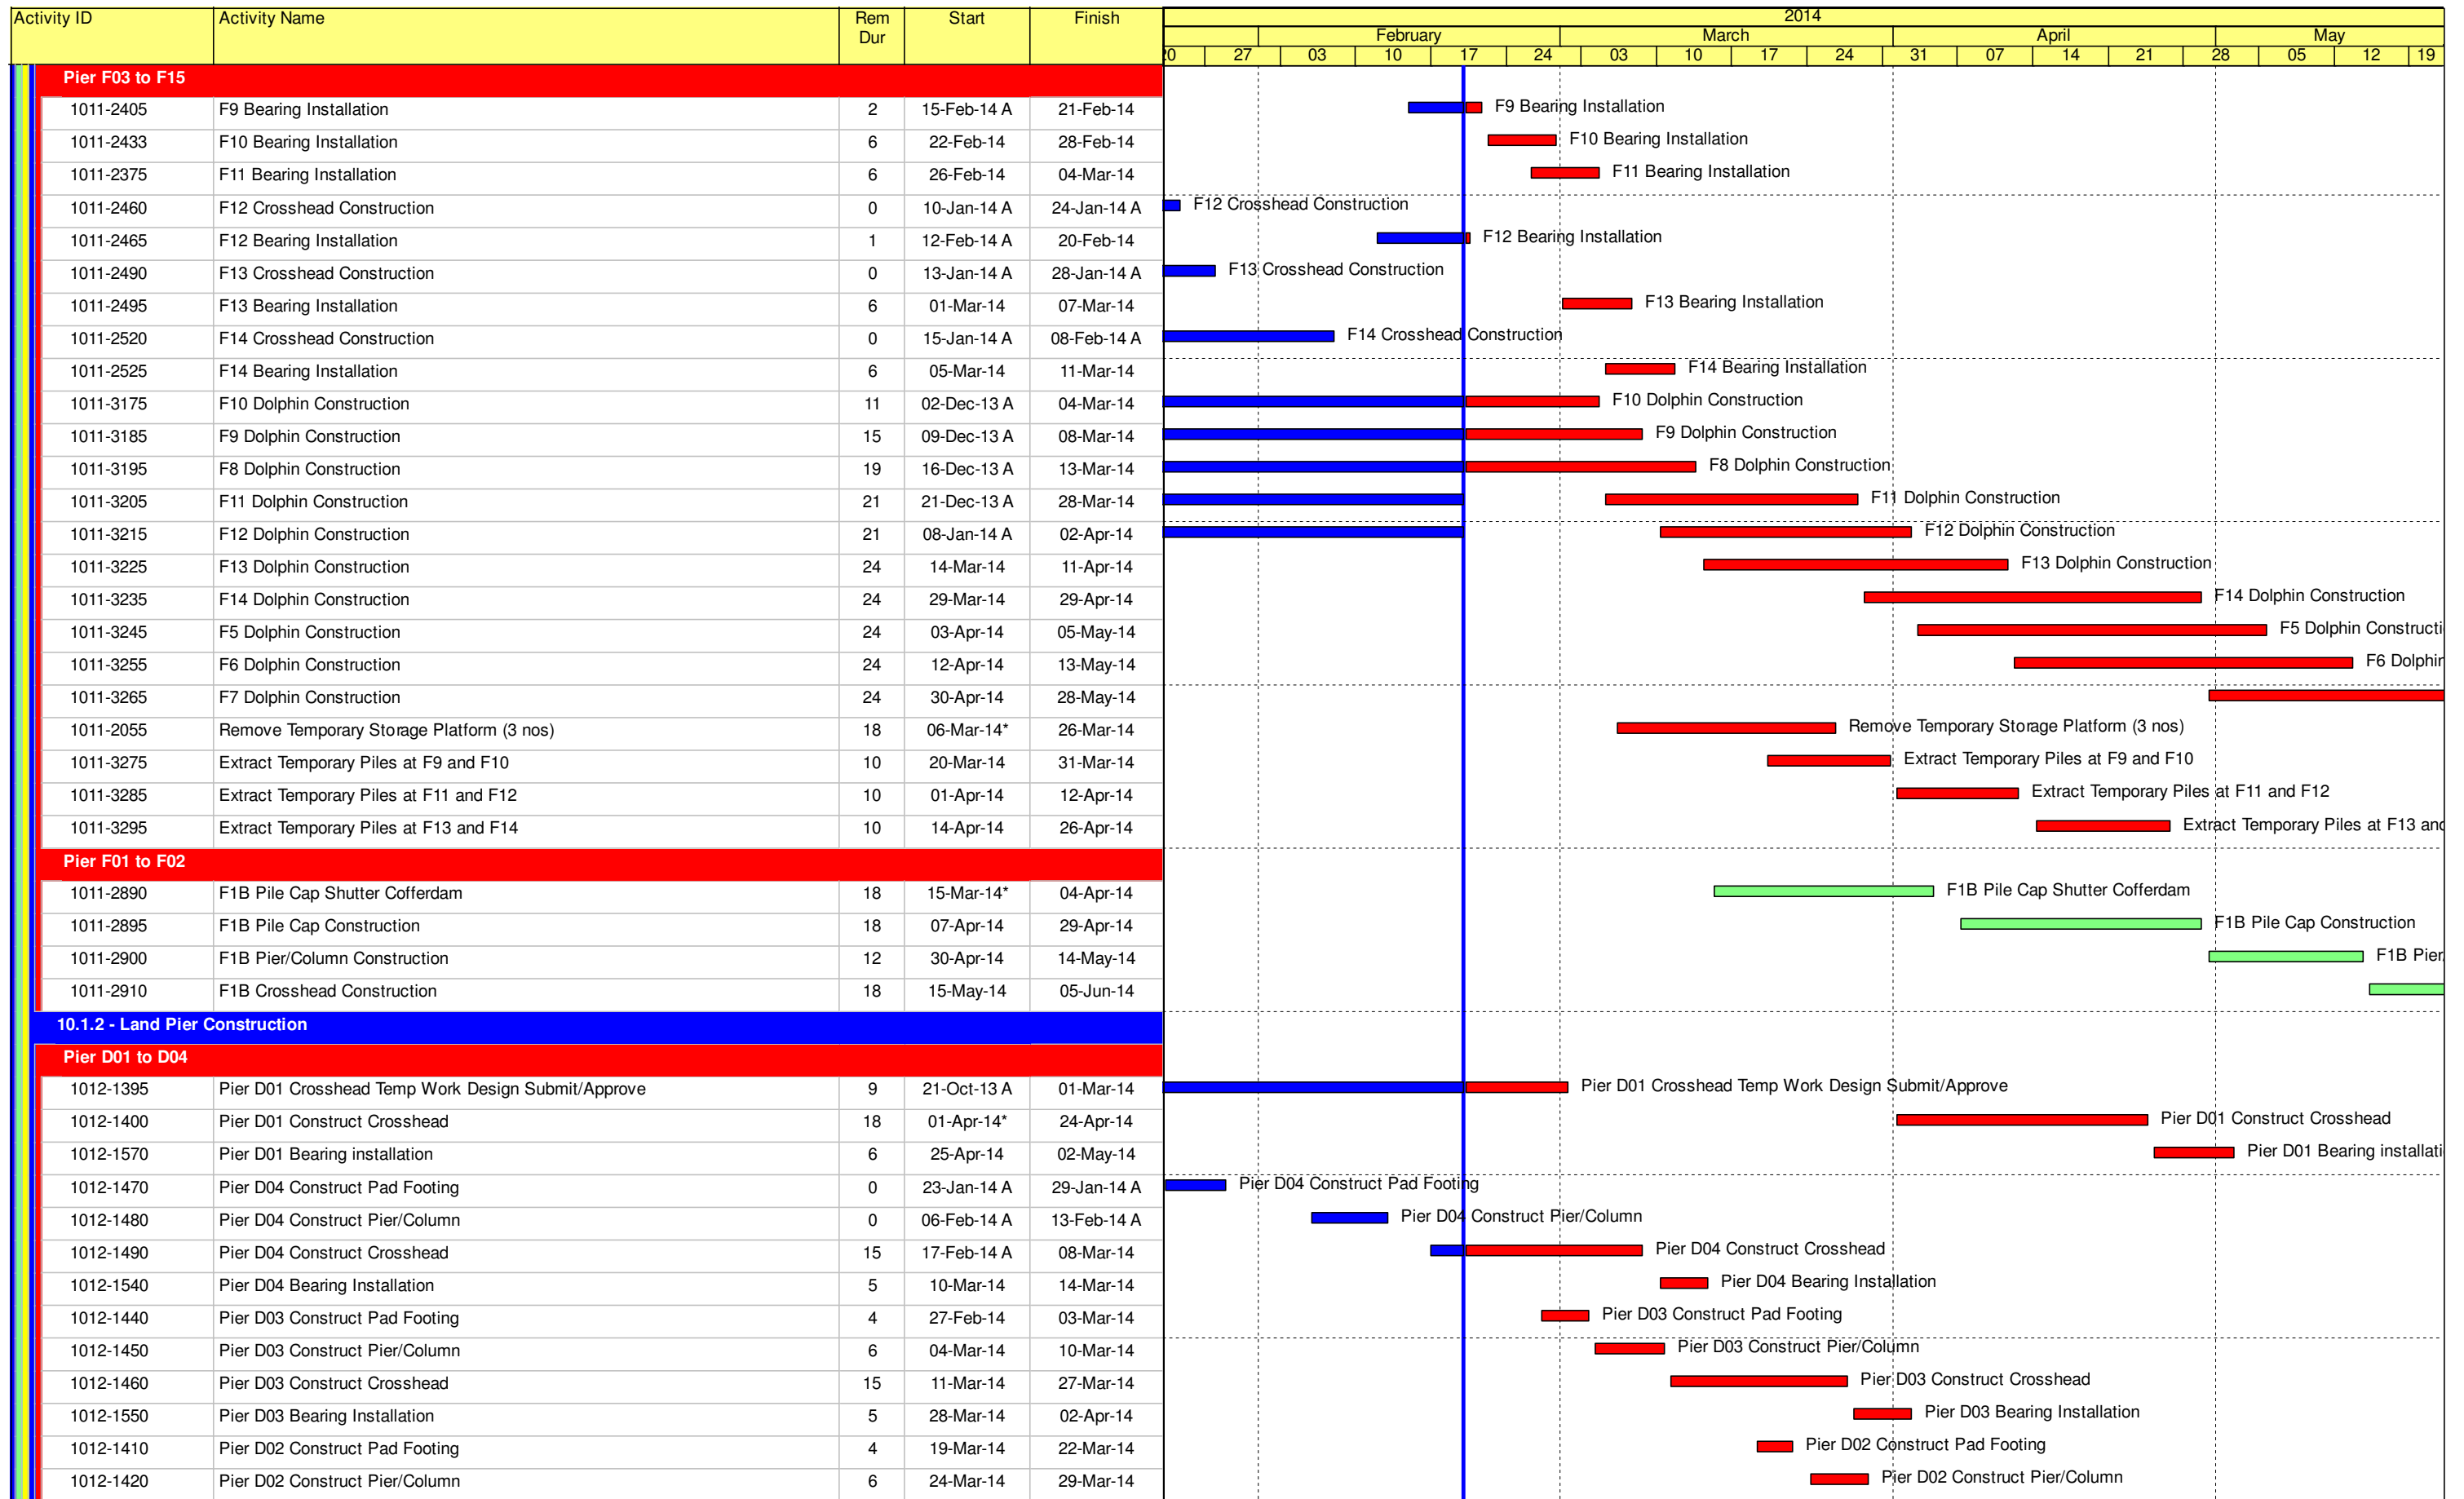 Activity ID Activity Name Rem Dur Start Finish 2014
February March April May
20 27 03 10 17 24 03 10 17 24 31 07 14 21 28 05 12 19
Pier F03 to F15
1011-2405 F9 Bearing Installation 2 15-Feb-14 A 21-Feb-14 F9 Bearing Installation
1011-2433 F10 Bearing Installation 6 22-Feb-14 28-Feb-14 F10 Bearing Installation
1011-2375 F11 Bearing Installation 6 26-Feb-14 04-Mar-14 F11 Bearing Installation
1011-2460 F12 Crosshead Construction 0 10-Jan-14 A 24-Jan-14 A F12 Crosshead Construction
1011-2465 F12 Bearing Installation 1 12-Feb-14 A 20-Feb-14 F12 Bearing Installation
1011-2490 F13 Crosshead Construction 0 13-Jan-14 A 28-Jan-14 A F13 Crosshead Construction
1011-2495 F13 Bearing Installation 6 01-Mar-14 07-Mar-14 F13 Bearing Installation
1011-2520 F14 Crosshead Construction 0 15-Jan-14 A 08-Feb-14 A F14 Crosshead Construction
1011-2525 F14 Bearing Installation 6 05-Mar-14 11-Mar-14 F14 Bearing Installation
1011-3175 F10 Dolphin Construction 11 02-Dec-13 A 04-Mar-14 F10 Dolphin Construction
1011-3185 F9 Dolphin Construction 15 09-Dec-13 A 08-Mar-14 F9 Dolphin Construction
1011-3195 F8 Dolphin Construction 19 16-Dec-13 A 13-Mar-14 F8 Dolphin Construction
1011-3205 F11 Dolphin Construction 21 21-Dec-13 A 28-Mar-14 F11 Dolphin Construction
1011-3215 F12 Dolphin Construction 21 08-Jan-14 A 02-Apr-14 F12 Dolphin Construction
1011-3225 F13 Dolphin Construction 24 14-Mar-14 11-Apr-14 F13 Dolphin Construction
1011-3235 F14 Dolphin Construction 24 29-Mar-14 29-Apr-14 F14 Dolphin Construction
1011-3245 F5 Dolphin Construction 24 03-Apr-14 05-May-14 F5 Dolphin Constructi
1011-3255 F6 Dolphin Construction 24 12-Apr-14 13-May-14 F6 Dolphin
1011-3265 F7 Dolphin Construction 24 30-Apr-14 28-May-14
1011-2055 Remove Temporary Storage Platform (3 nos) 18 06-Mar-14* 26-Mar-14 Remove Temporary Storage Platform (3 nos)
1011-3275 Extract Temporary Piles at F9 and F10 10 20-Mar-14 31-Mar-14 Extract Temporary Piles at F9 and F10
1011-3285 Extract Temporary Piles at F11 and F12 10 01-Apr-14 12-Apr-14 Extract Temporary Piles at F11 and F12
1011-3295 Extract Temporary Piles at F13 and F14 10 14-Apr-14 26-Apr-14 Extract Temporary Piles at F13 and
Pier F01 to F02
1011-2890 F1B Pile Cap Shutter Cofferdam 18 15-Mar-14* 04-Apr-14 F1B Pile Cap Shutter Cofferdam
1011-2895 F1B Pile Cap Construction 18 07-Apr-14 29-Apr-14 F1B Pile Cap Construction
1011-2900 F1B Pier/Column Construction 12 30-Apr-14 14-May-14 F1B Pier/
1011-2910 F1B Crosshead Construction 18 15-May-14 05-Jun-14
10.1.2 - Land Pier Construction
Pier D01 to D04
1012-1395 Pier D01 Crosshead Temp Work Design Submit/Approve 9 21-Oct-13 A 01-Mar-14 Pier D01 Crosshead Temp Work Design Submit/Approve
1012-1400 Pier D01 Construct Crosshead 18 01-Apr-14* 24-Apr-14 Pier D01 Construct Crosshead
1012-1570 Pier D01 Bearing installation 6 25-Apr-14 02-May-14 Pier D01 Bearing installati
1012-1470 Pier D04 Construct Pad Footing 0 23-Jan-14 A 29-Jan-14 A Pier D04 Construct Pad Footing
1012-1480 Pier D04 Construct Pier/Column 0 06-Feb-14 A 13-Feb-14 A Pier D04 Construct Pier/Column
1012-1490 Pier D04 Construct Crosshead 15 17-Feb-14 A 08-Mar-14 Pier D04 Construct Crosshead
1012-1540 Pier D04 Bearing Installation 5 10-Mar-14 14-Mar-14 Pier D04 Bearing Installation
1012-1440 Pier D03 Construct Pad Footing 4 27-Feb-14 03-Mar-14 Pier D03 Construct Pad Footing
1012-1450 Pier D03 Construct Pier/Column 6 04-Mar-14 10-Mar-14 Pier D03 Construct Pier/Column
1012-1460 Pier D03 Construct Crosshead 15 11-Mar-14 27-Mar-14 Pier D03 Construct Crosshead
1012-1550 Pier D03 Bearing Installation 5 28-Mar-14 02-Apr-14 Pier D03 Bearing Installation
1012-1410 Pier D02 Construct Pad Footing 4 19-Mar-14 22-Mar-14 Pier D02 Construct Pad Footing
1012-1420 Pier D02 Construct Pier/Column 6 24-Mar-14 29-Mar-14 Pier D02 Construct Pier/Column